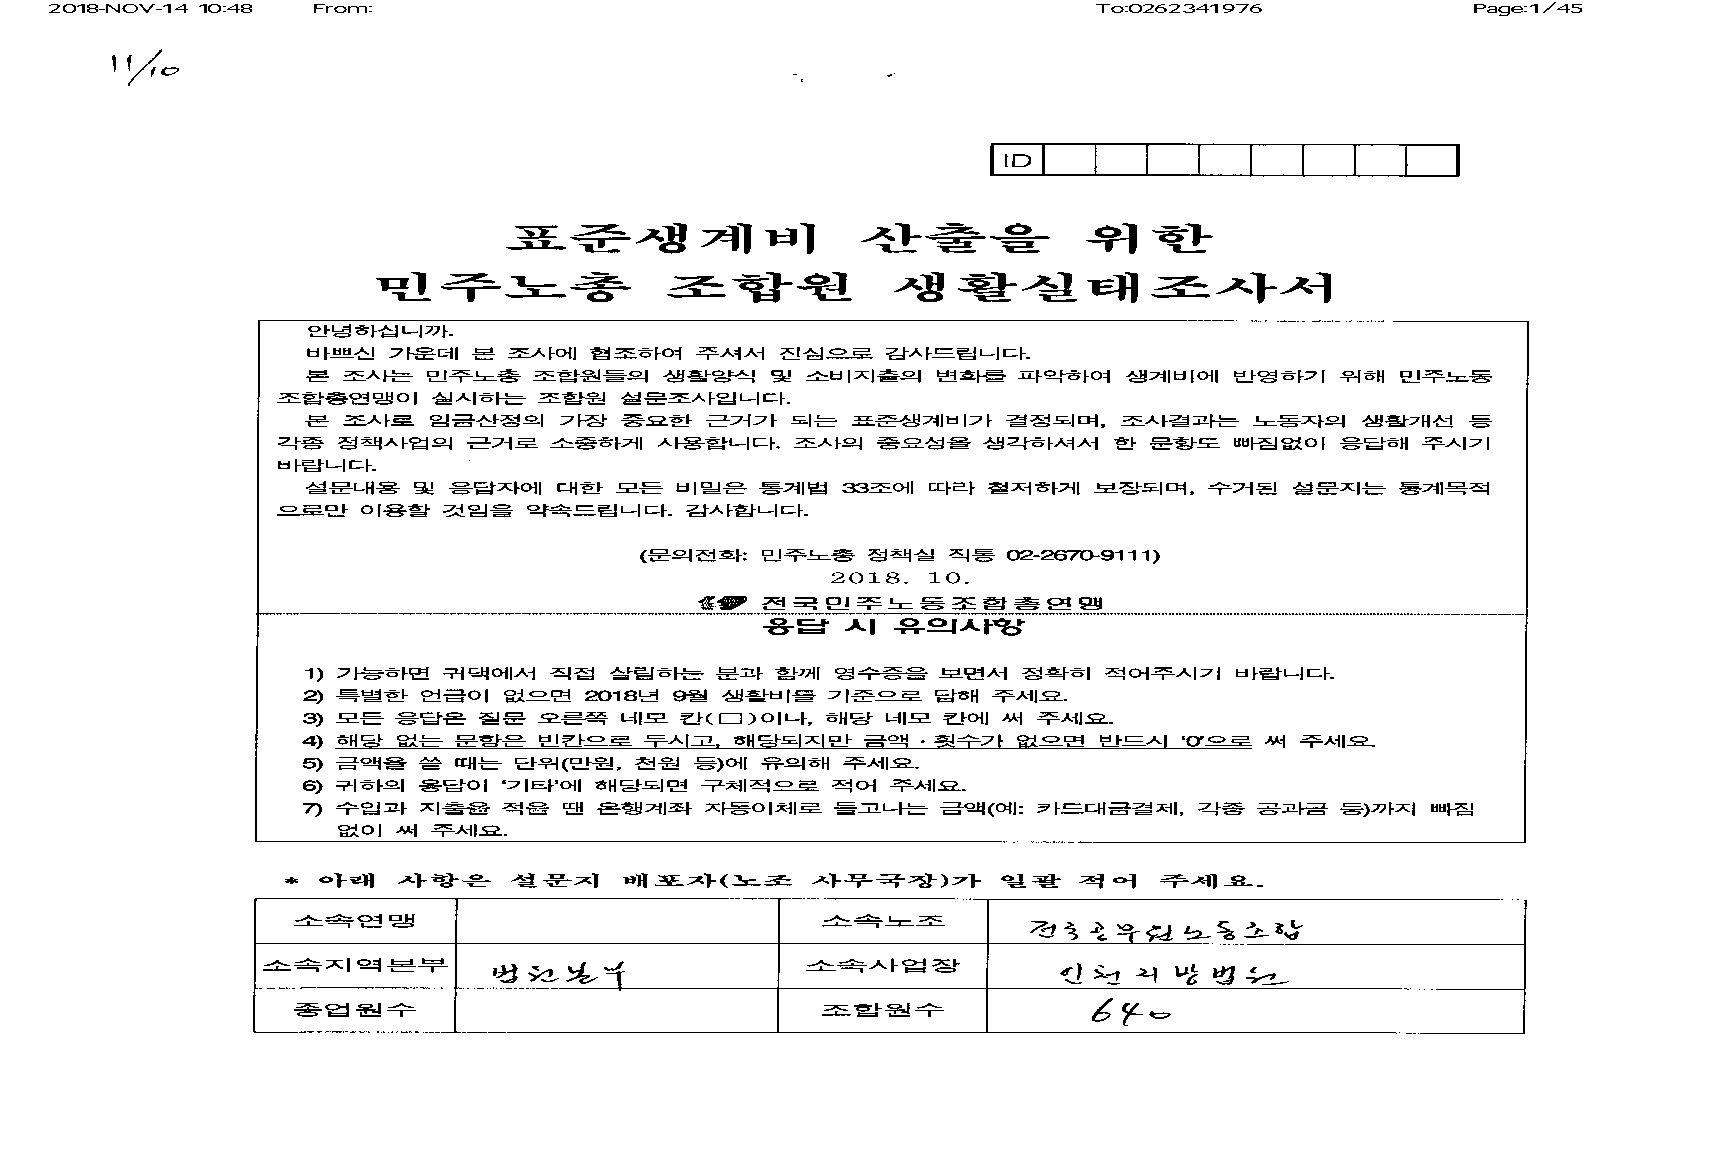 2018-NOV-14 10:48 From: To:0262341976 Page:1/45
11/10
ID
표준생계비 산출을 위한
민주노총 조합원 생활실태조사서
안녕하십니까.
바쁘신 가운데 본 조사에 협조하여 주셔서 진심으로 감사드립니다.
본 조사는 민주노총 조합원들의 생활양식 및 소비지출의 변화를 파악하여 생계비에 반영하기 위해 민주노동
조합총연맹이 실시하는 조합원 설문조사입니다.
본 조사로 임금산정의 가장 중요한 근거가 되는 표준생계비가 결정되며, 조사결과는 노동자의 생활개선 등
각종 정책사업의 근거로 소중하게 사용합니다. 조사의 중요성을 생각하셔서 한 문항도 빠짐없이 응답해 주시기
바랍니다.
설문내용 및 응답자에 대한 모든 비밀은 통계법 33조에 따라 철저하게 보장되며, 수거된 설문지는 통계목적
으로만 이용할 것임을 약속드립니다. 감사합니다.
(문의전화: 민주노총 정책실 직통 02-2670-9111)
2018. 10.
전국민주노동조합총연맹
응답 시 유의사항
1) 가능하면 귀댁에서 직접 살림하는 분과 함께 영수증을 보면서 정확히 적어주시기 바랍니다.
2) 특별한 언급이 없으면 2018년 9월 생활비를 기준으로 답해 주세요.
3) 모든 응답은 질문 오른쪽 네모 칸(□)이나, 해당 네모 칸에 써 주세요.
4) 해당 없는 문항은 빈칸으로 두시고, 해당되지만 금액·횟수가 없으면 반드시 '0'으로 써 주세요.
5) 금액을 쓸 때는 단위(만원, 천원 등)에 유의해 주세요.
6) 귀하의 응답이 '기타'에 해당되면 구체적으로 적어 주세요.
7) 수입과 지출을 적을 땐 은행계좌 자동이체로 들고나는 금액(예: 카드대금결제, 각종 공과금 등)까지 빠짐
없이 써 주세요.
* 아래 사항은 설문지 배포자(노조 사무국장)가 일괄 적어 주세요.
소속연맹 소속노조 전국공무원노동조합
소속지역본부 법원본부 소속사업장 인천지방법원
종업원수 조합원수 640